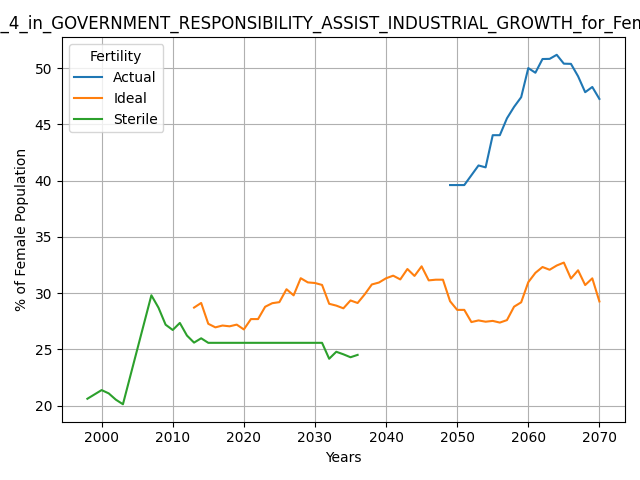 _4_in_GOVERNMENT_RESPONSIBILITY_ASSIST_INDUSTRIAL_GROWTH_for_Fem
Fertility
Actual
Ideal
Sterile
% of Female Population
50
45
40
35
30
25
20
2000 2010 2020 2030 2040 2050 2060 2070
Years